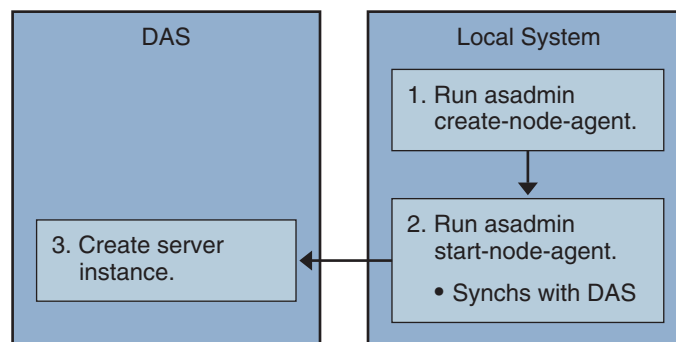 DAS
Local System
1. Run asadmin
create-node-agent.
2. Run asadmin
start-node-agent.
• Synchs with DAS
3. Create server
instance.